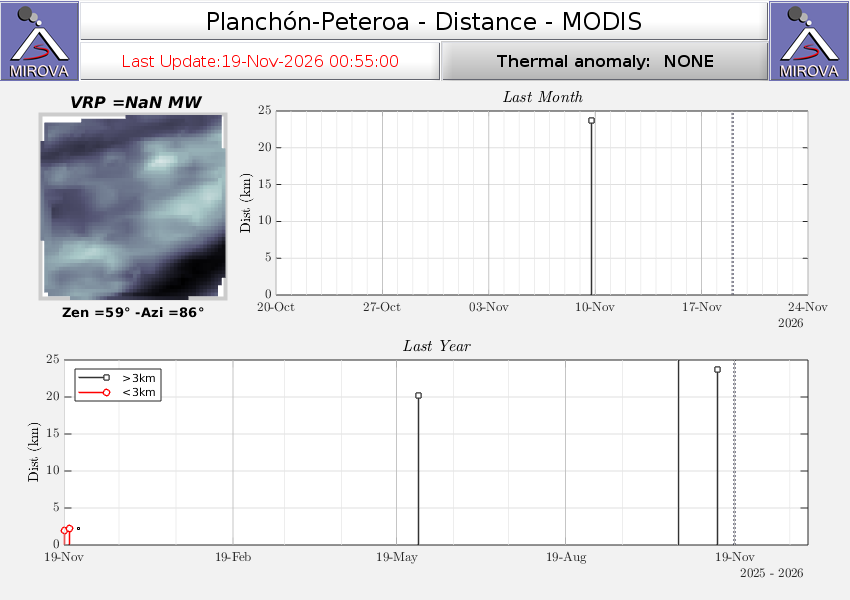 Planchón-Peteroa - Distance - MODIS
MIROVA
Last Update:19-Nov-2026 00:55:00
Thermal anomaly: NONE
MIROVA
VRP =NaN MW
Zen =59° -Azi =86°
Last Month
Dist (km)
25
20
15
10
5
0
20-Oct
27-Oct
03-Nov
10-Nov
17-Nov
24-Nov
2026
Last Year
Dist (km)
25
20
15
10
5
0
>3km
<3km
19-Nov
19-Feb
19-May
19-Aug
19-Nov
2025 - 2026